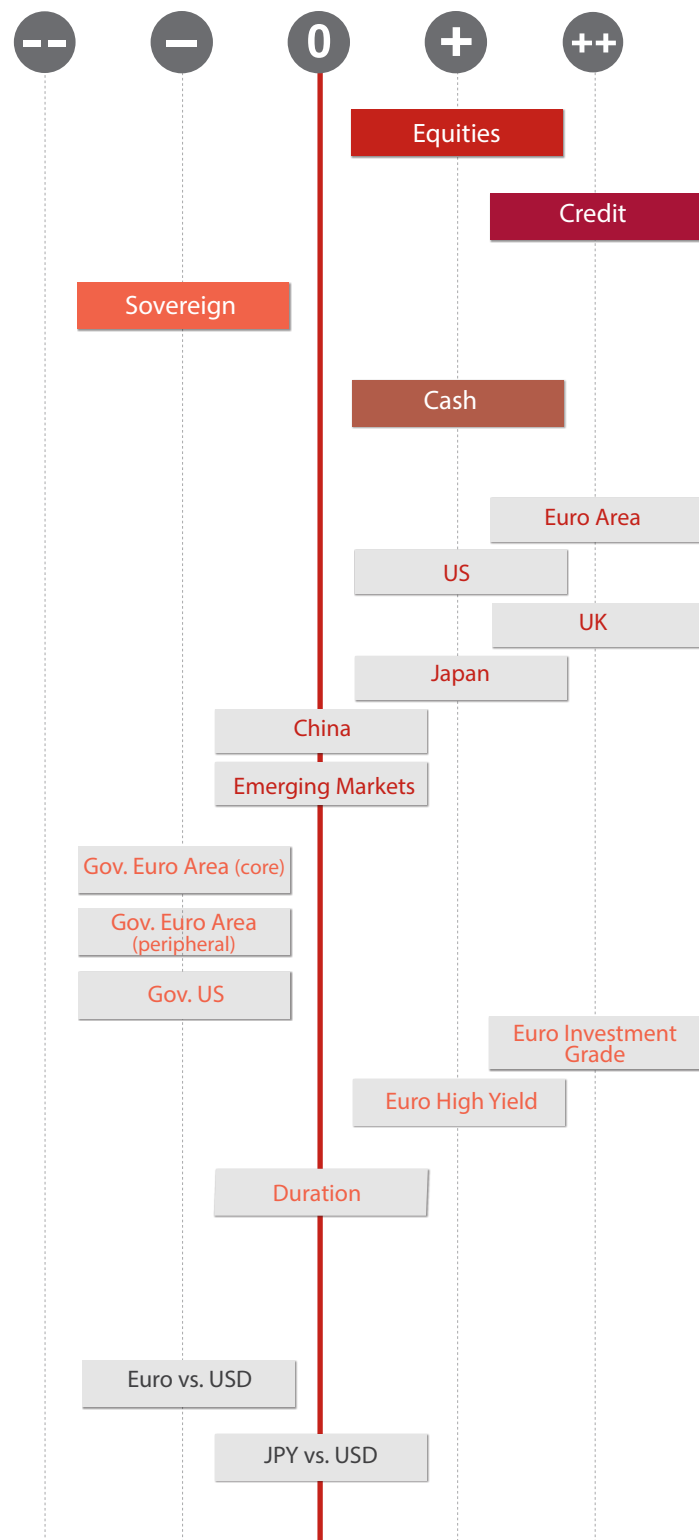 -- − 0 + ++
Equities
Credit
Sovereign
Cash
Euro Area
US
UK
Japan
China
Emerging Markets
Gov. Euro Area (core)
Gov. Euro Area
(peripheral)
Gov. US
Euro Investment
Grade
Euro High Yield
Duration
Euro vs. USD
JPY vs. USD